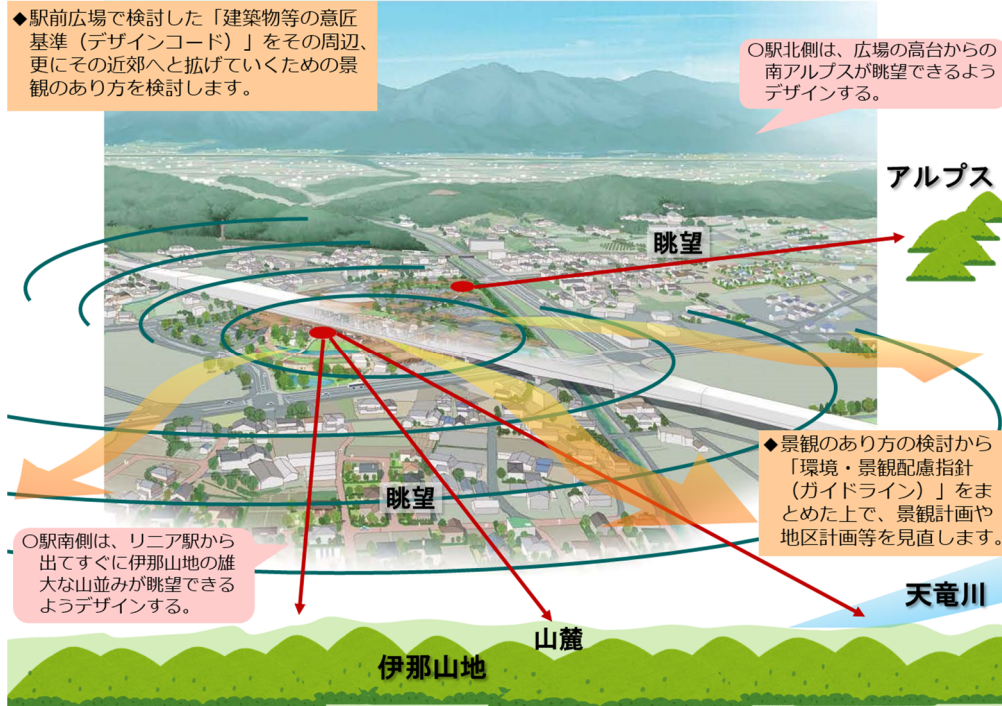 ◆駅前広場で検討した「建築物等の意匠
基準（デザインコード）」をその周辺、
更にその近郊へと拡げていくための景
観のあり方を検討します。
〇駅北側は、広場の高台からの
南アルプスが眺望できるよう
デザインする。
アルプス
眺望
◆景観のあり方の検討から
「環境・景観配慮指針
（ガイドライン）」をま
とめた上で、景観計画や
地区計画等を見直します。
眺望
〇駅南側は、リニア駅から
出てすぐに伊那山地の雄
大な山並みが眺望できる
ようデザインする。
天竜川
山麓
伊那山地